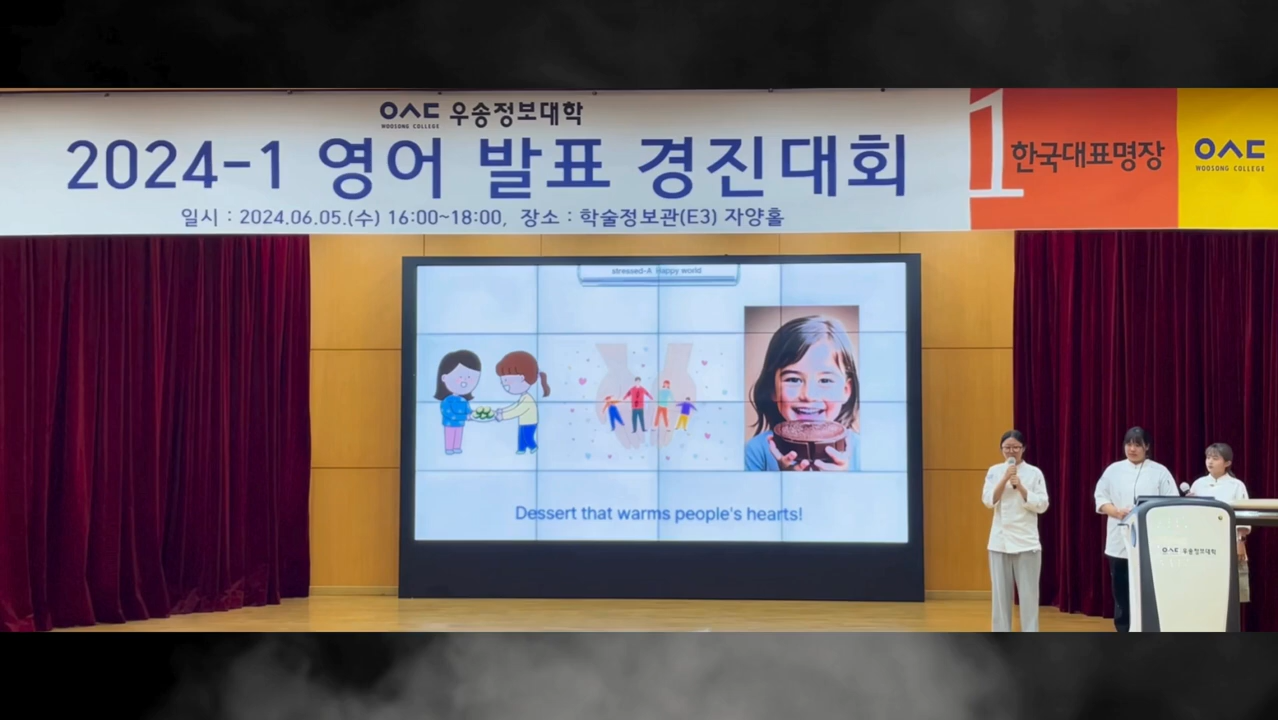 OㅅC 우송정보대학
WOOSONG COLLEGE
2024-1 영어 발표 경진대회
일시 : 2024.06.05.(수) 16:00~18:00, 장소 : 학술정보관(E3) 자양홀
1 한국대표명장
WOOSONG COLLEGE
stressed-A Happy world
Dessert that warms people's hearts!
우송정보대학